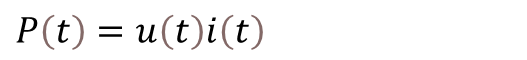 P(t) = u(t)i(t)